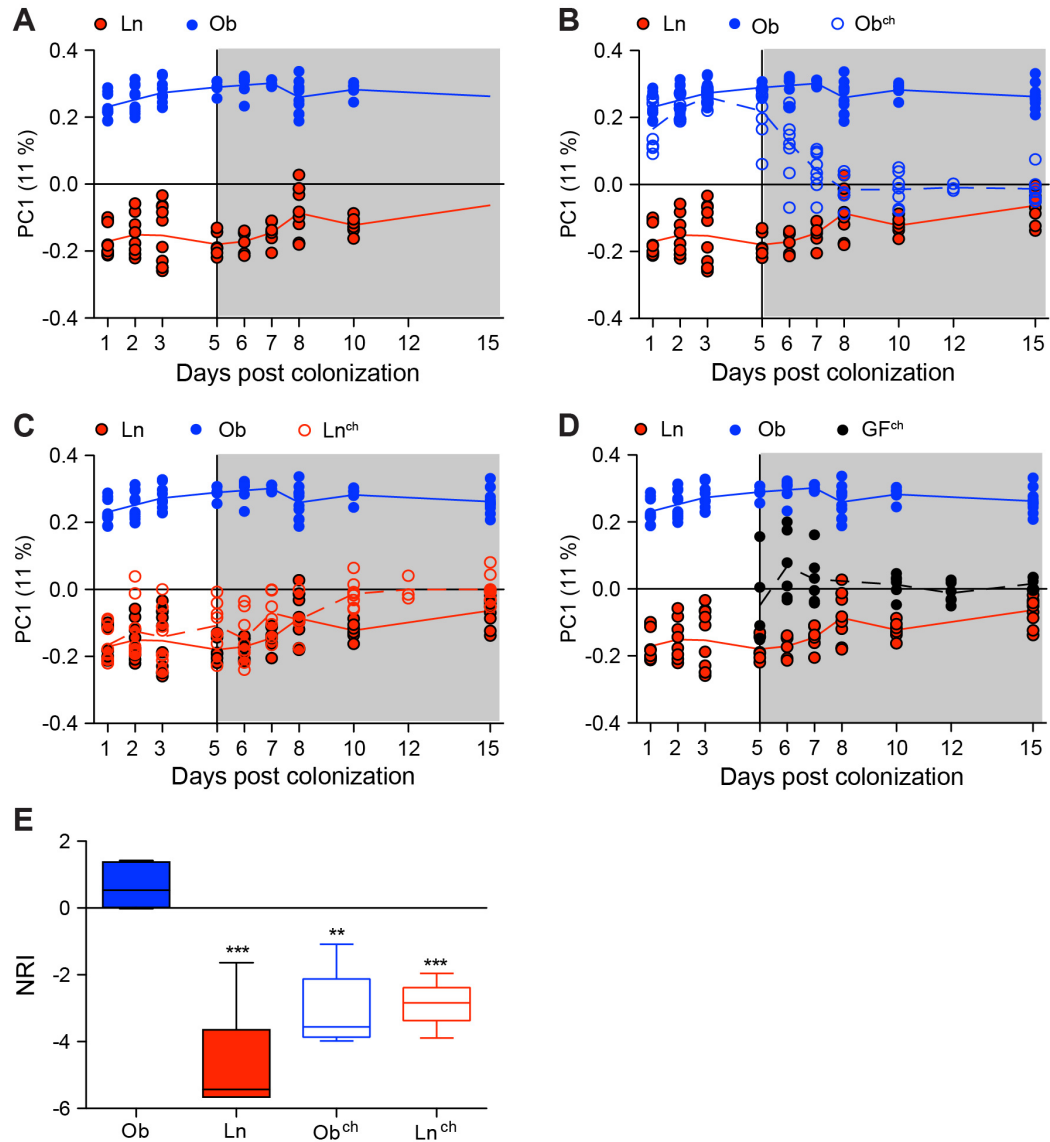 A
Ln Ob
0.4
0.2
0.0
-0.2
-0.4
PC1 (11 %)
1 2 3 5 6 7 8 10 12 15
Days post colonization
B
Ln Ob Obch
0.4
0.2
0.0
-0.2
-0.4
PC1 (11 %)
1 2 3 5 6 7 8 10 12 15
Days post colonization
C
Ln Ob Lnch
0.4
0.2
0.0
-0.2
-0.4
PC1 (11 %)
1 2 3 5 6 7 8 10 12 15
Days post colonization
D
Ln Ob GFch
0.4
0.2
0.0
-0.2
-0.4
PC1 (11 %)
1 2 3 5 6 7 8 10 12 15
Days post colonization
E
2
0
-2
-4
-6
NRI
*** ** ***
Ob Ln Obch Lnch